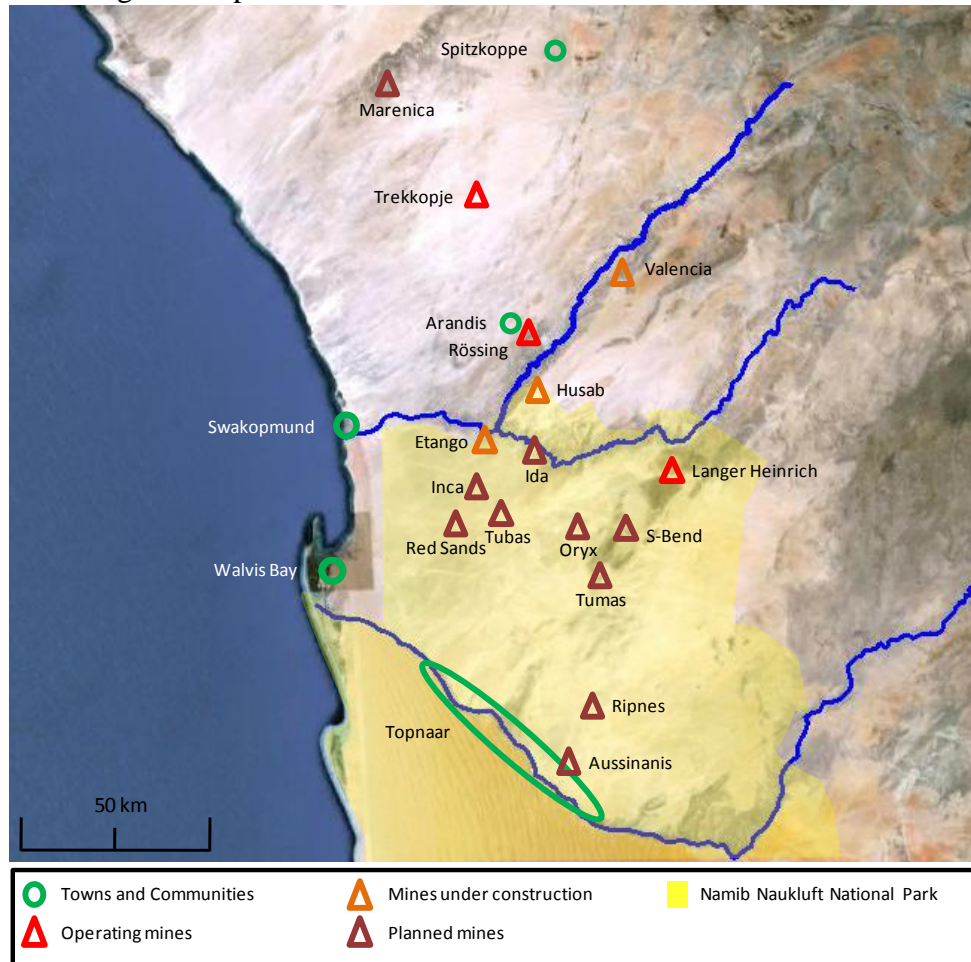 Spitzkoppe
Marenica
Trekkopje
Valencia
Arandis
Rössing
Husab
Swakopmund
Etango
Ida
Langer Heinrich
Inca
Tubas
Red Sands
Oryx
S-Bend
Walvis Bay
Tumas
Ripnes
Topnaar
Aussinanis
50 km
Towns and Communities
Mines under construction
Namib Naukluft National Park
Operating mines
Planned mines